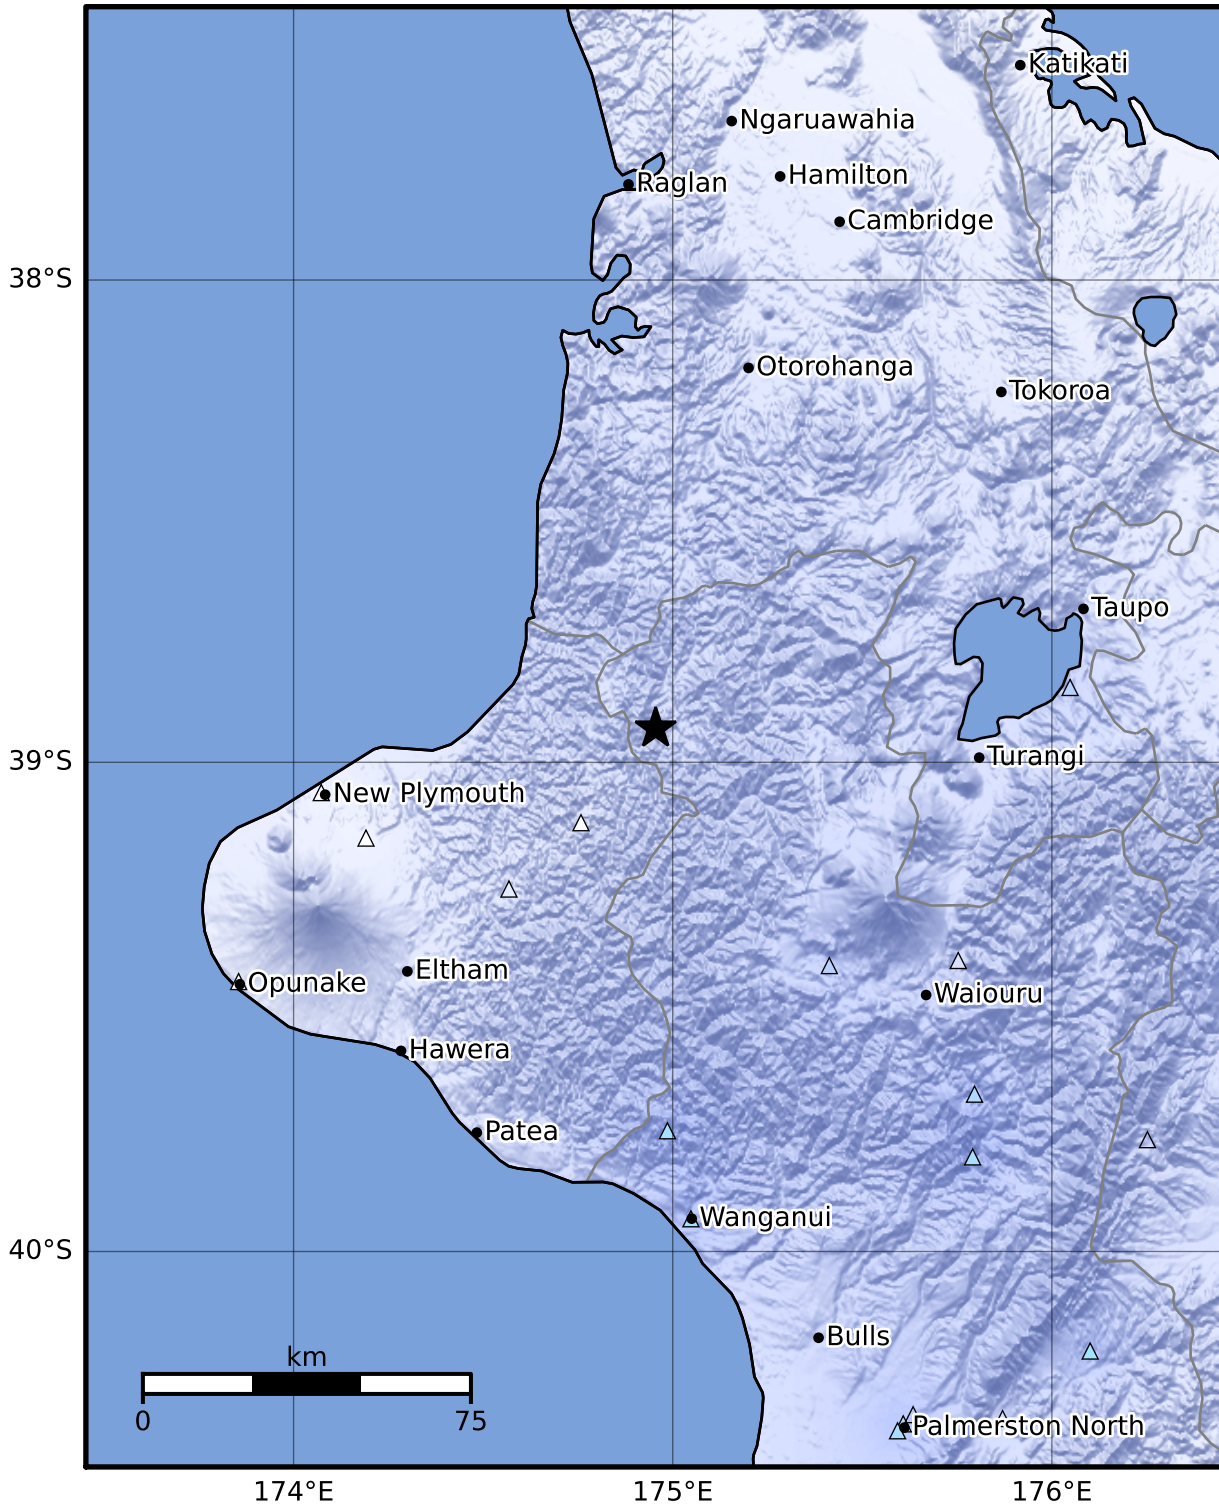 Katikati
Ngaruawahia
Hamilton
Raglan
Cambridge
38°S
Otorohanga
Tokoroa
Taupo
Turangi
39°S
New Plymouth
Eltham
Opunake
Waiouru
Hawera
Patea
Wanganui
40°S
Bulls
km
0
75
Palmerston North
174°E
175°E
176°E